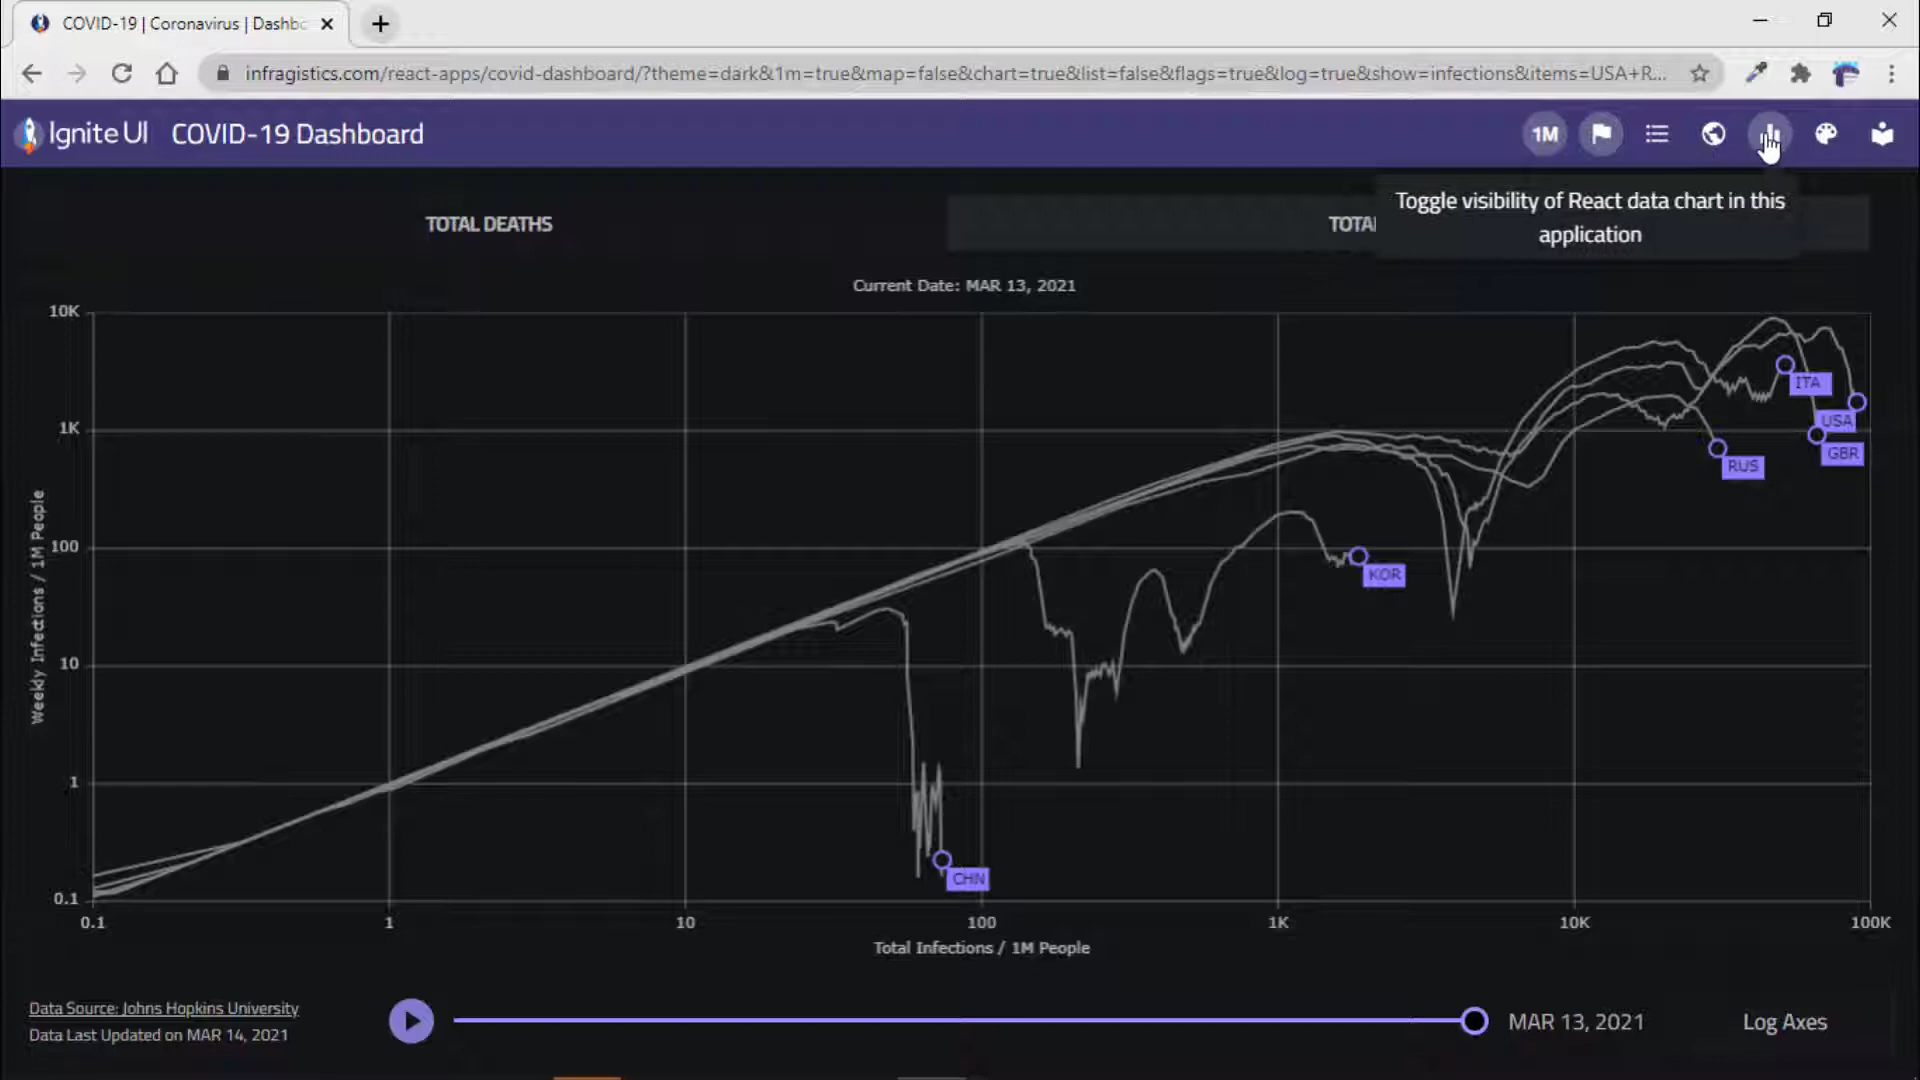 COVID-19 | Coronavirus | Dashbo
infragistics.com/react-apps/covid-dashboard/?theme=dark&1m=true&map=false&chart=true&list=false&flags=true&log=true&show=infections&items=USA+R...
Ignite UI COVID-19 Dashboard
1M
Toggle visibility of React data chart in this
application
TOTAL DEATHS
TOTAL
Current Date: MAR 13, 2021
10K
1K
100
10
1
0.1
Weekly Infections / 1M People
ITA
USA
GBR
RUS
KOR
CHN
0.1 1 10 100 1K 10K 100K
Total Infections / 1M People
Data Source: Johns Hopkins University
Data Last Updated on MAR 14, 2021
MAR 13, 2021
Log Axes